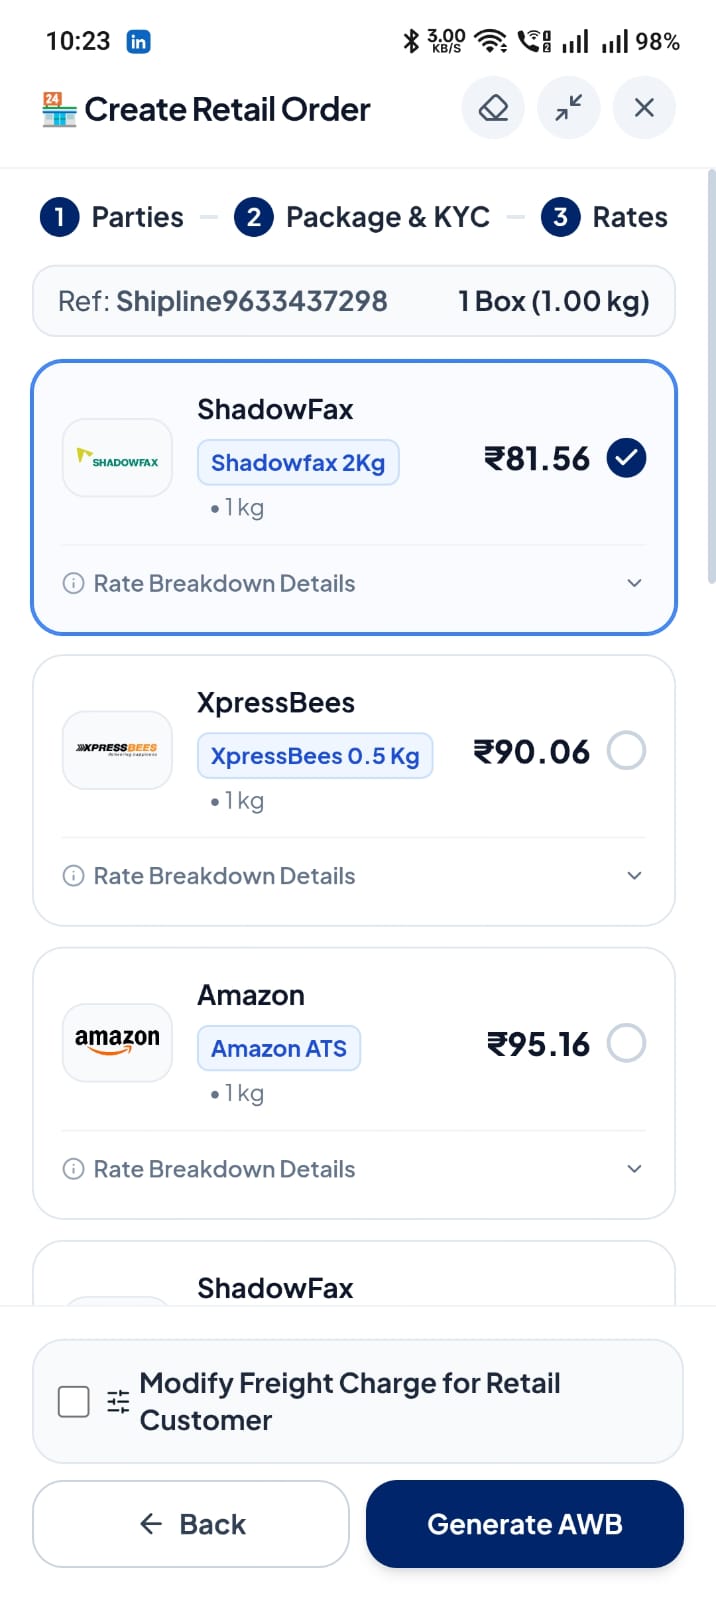 10:23 in 3.00 KB/S 98%
24 Create Retail Order
1 Parties 2 Package & KYC 3 Rates
Ref: Shipline9633437298 1 Box (1.00 kg)
ShadowFax
SHADOWFAX Shadowfax 2Kg ₹81.56
• 1 kg
Rate Breakdown Details
XpressBees
XPRESSBEES XpressBees 0.5 Kg ₹90.06
• 1 kg
Rate Breakdown Details
Amazon
amazon Amazon ATS ₹95.16
• 1 kg
Rate Breakdown Details
ShadowFax
Modify Freight Charge for Retail
Customer
← Back Generate AWB